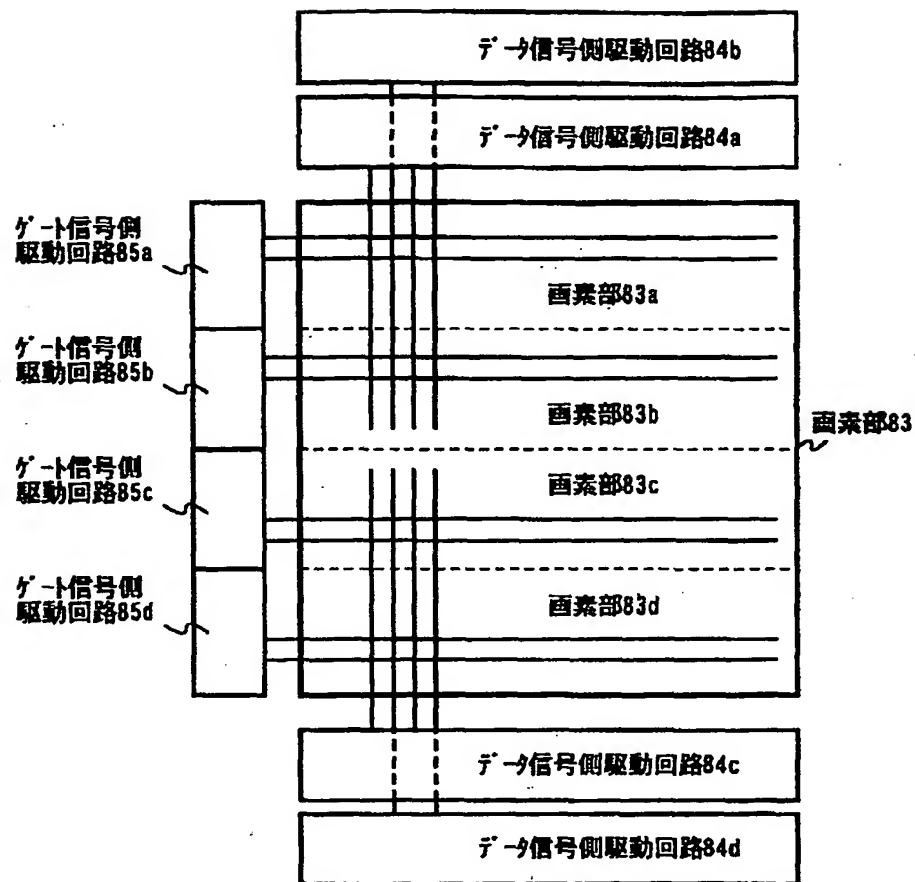 データ信号側駆動回路84b
データ信号側駆動回路84a
ゲート信号側
駆動回路85a
画素部83a
ゲート信号側
駆動回路85b
画素部83b
画素部83
ゲート信号側
駆動回路85c
画素部83c
ゲート信号側
駆動回路85d
画素部83d
データ信号側駆動回路84c
データ信号側駆動回路84d